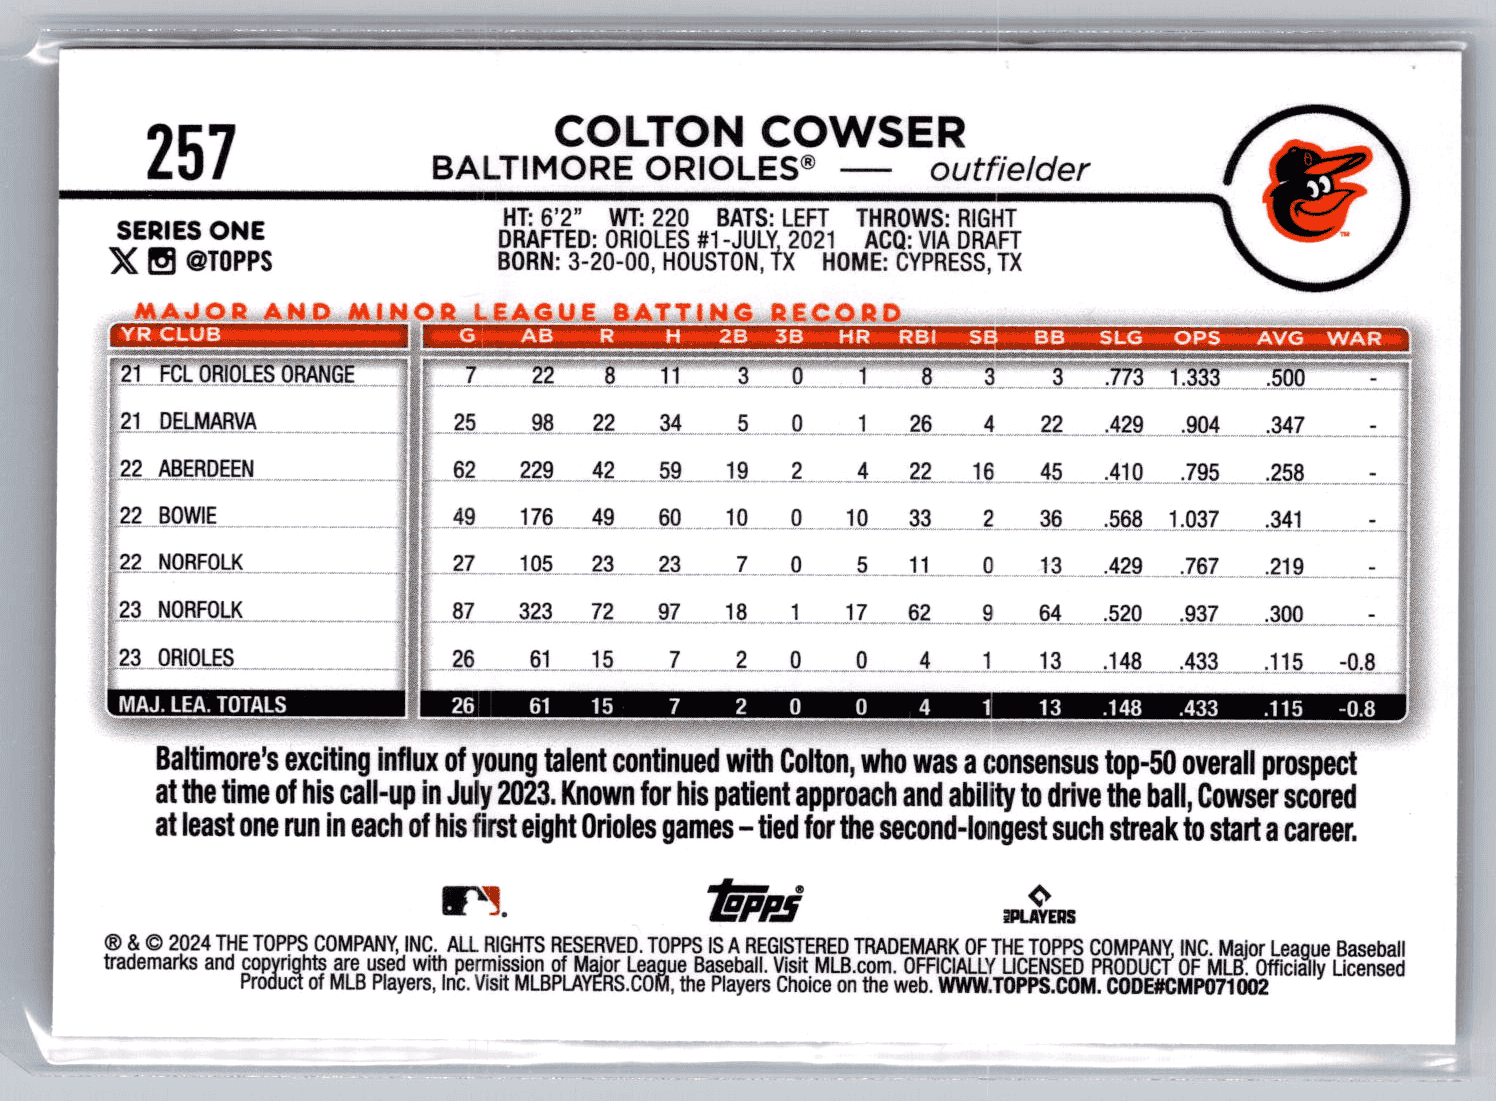 257
COLTON COWSER
BALTIMORE ORIOLES® — outfielder
SERIES ONE
@TOPPS
HT: 6'2" WT: 220 BATS: LEFT THROWS: RIGHT
DRAFTED: ORIOLES #1-JULY, 2021 ACQ: VIA DRAFT
BORN: 3-20-00, HOUSTON, TX HOME: CYPRESS, TX
TM
MAJOR AND MINOR LEAGUE BATTING RECORD
YR CLUB G AB R H 2B 3B HR RBI SB BB SLG OPS AVG WAR
21 FCL ORIOLES ORANGE 7 22 8 11 3 0 1 8 3 3 .773 1.333 .500 -
21 DELMARVA 25 98 22 34 5 0 1 26 4 22 .429 .904 .347 -
22 ABERDEEN 62 229 42 59 19 2 4 22 16 45 .410 .795 .258 -
22 BOWIE 49 176 49 60 10 0 10 33 2 36 .568 1.037 .341 -
22 NORFOLK 27 105 23 23 7 0 5 11 0 13 .429 .767 .219 -
23 NORFOLK 87 323 72 97 18 1 17 62 9 64 .520 .937 .300 -
23 ORIOLES 26 61 15 7 2 0 0 4 1 13 .148 .433 .115 -0.8
MAJ. LEA. TOTALS 26 61 15 7 2 0 0 4 1 13 .148 .433 .115 -0.8
Baltimore's exciting influx of young talent continued with Colton, who was a consensus top-50 overall prospect
at the time of his call-up in July 2023. Known for his patient approach and ability to drive the ball, Cowser scored
at least one run in each of his first eight Orioles games – tied for the second-longest such streak to start a career.
Topps®
MLB PLAYERS
® & © 2024 THE TOPPS COMPANY, INC. ALL RIGHTS RESERVED. TOPPS IS A REGISTERED TRADEMARK OF THE TOPPS COMPANY, INC. Major League Baseball
trademarks and copyrights are used with permission of Major League Baseball. Visit MLB.com. OFFICIALLY LICENSED PRODUCT OF MLB. Officially Licensed
Product of MLB Players, Inc. Visit MLBPLAYERS.COM, the Players Choice on the web. WWW.TOPPS.COM. CODE#CMP071002